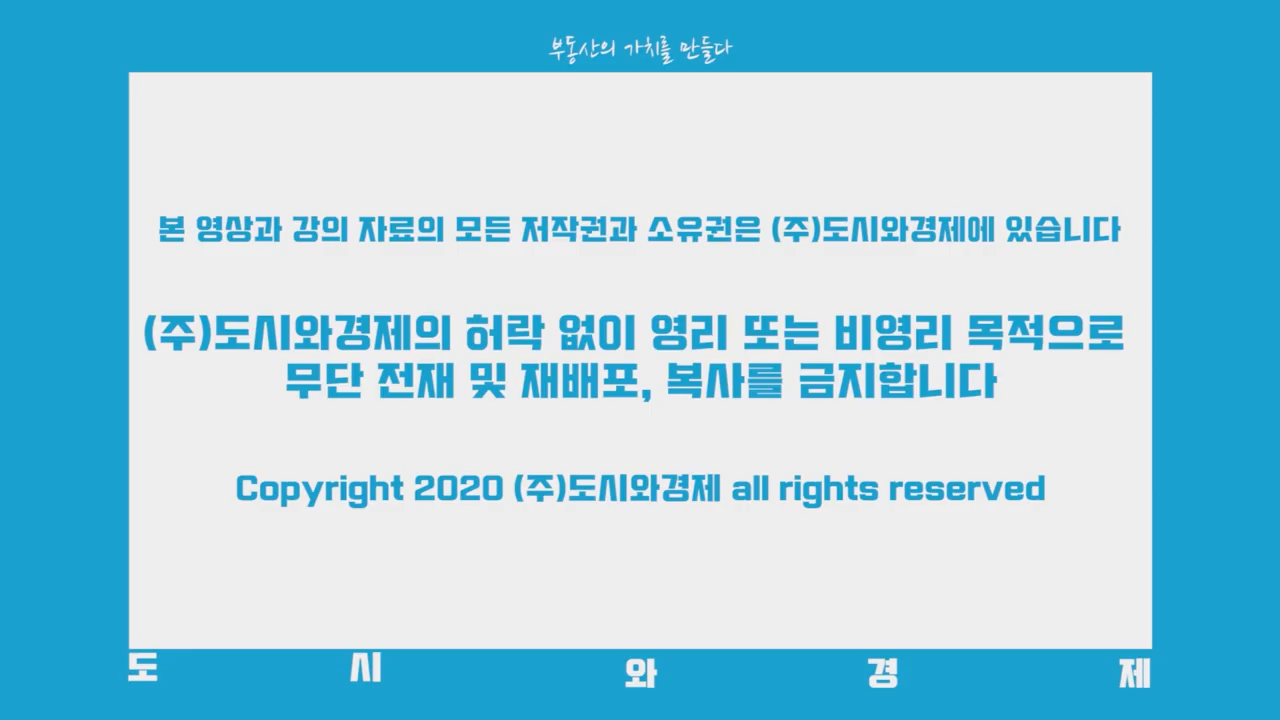 부동산의 가치를 만들다
본 영상과 강의 자료의 모든 저작권과 소유권은 (주)도시와경제에 있습니다
(주)도시와경제의 허락 없이 영리 또는 비영리 목적으로
무단 전재 및 재배포, 복사를 금지합니다
Copyright 2020 (주)도시와경제 all rights reserved
도 시 와 경 제